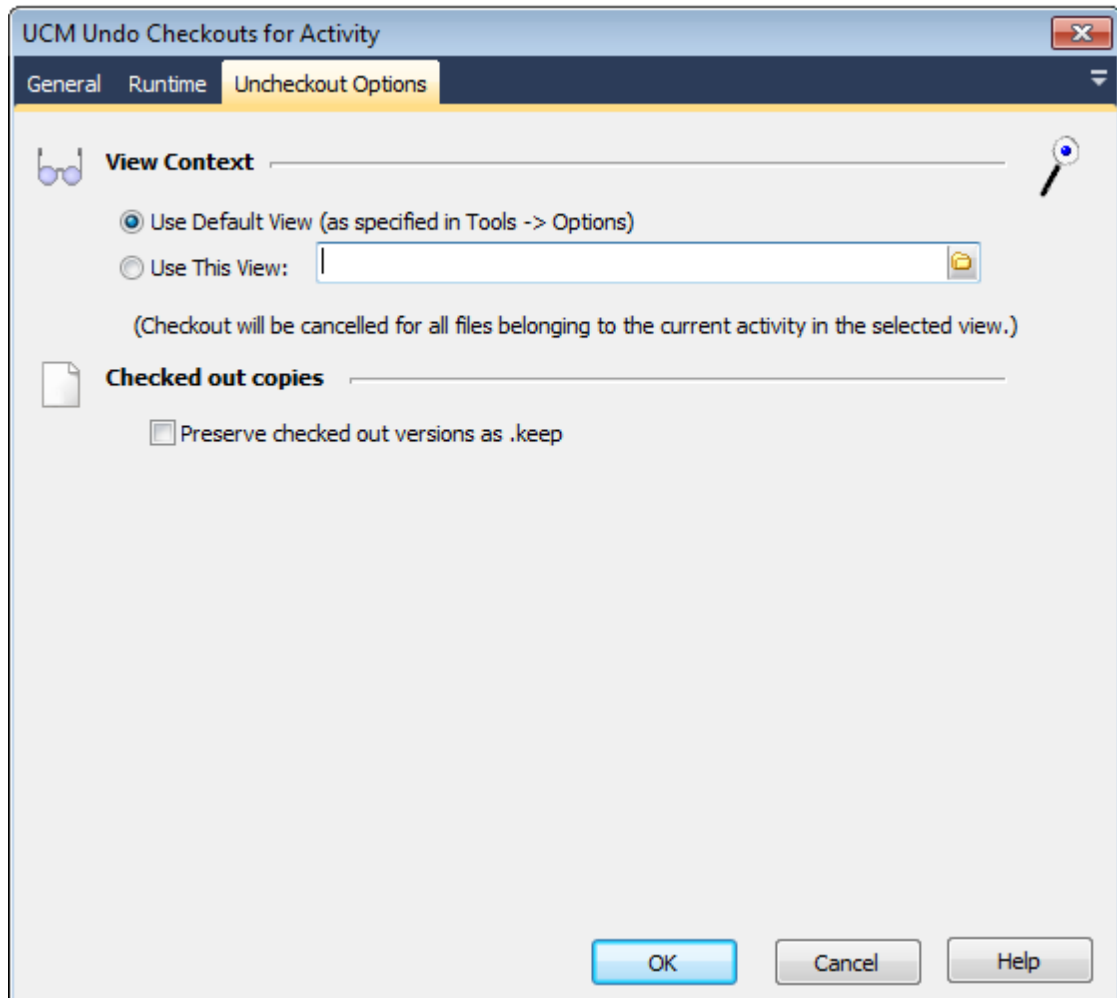 UCM Undo Checkouts for Activity
General Runtime Uncheckout Options
View Context
Use Default View (as specified in Tools -> Options)
Use This View:
(Checkout will be cancelled for all files belonging to the current activity in the selected view.)
Checked out copies
Preserve checked out versions as .keep
OK Cancel Help